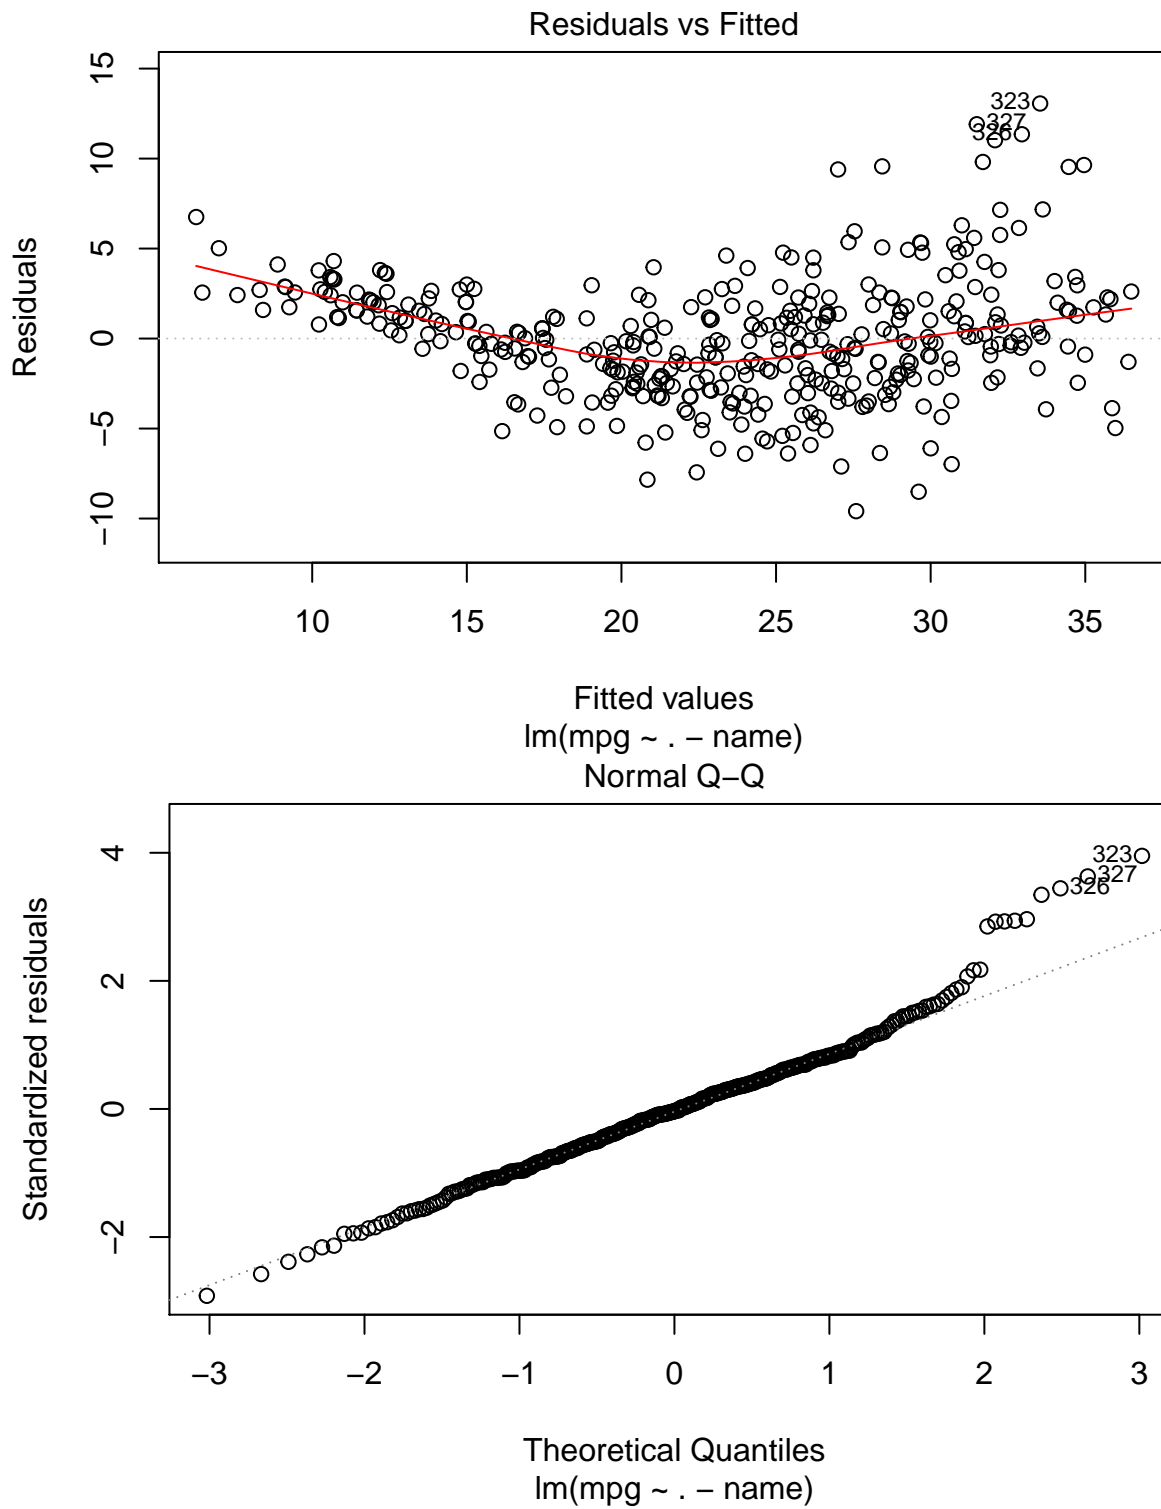 Residuals vs Fitted
15
10
5
0
−5
−10
Residuals
323
327
326
10 15 20 25 30 35
Fitted values
lm(mpg ~ . − name)
Normal Q−Q
4
2
0
−2
Standardized residuals
323
327
326
−3 −2 −1 0 1 2 3
Theoretical Quantiles
lm(mpg ~ . − name)